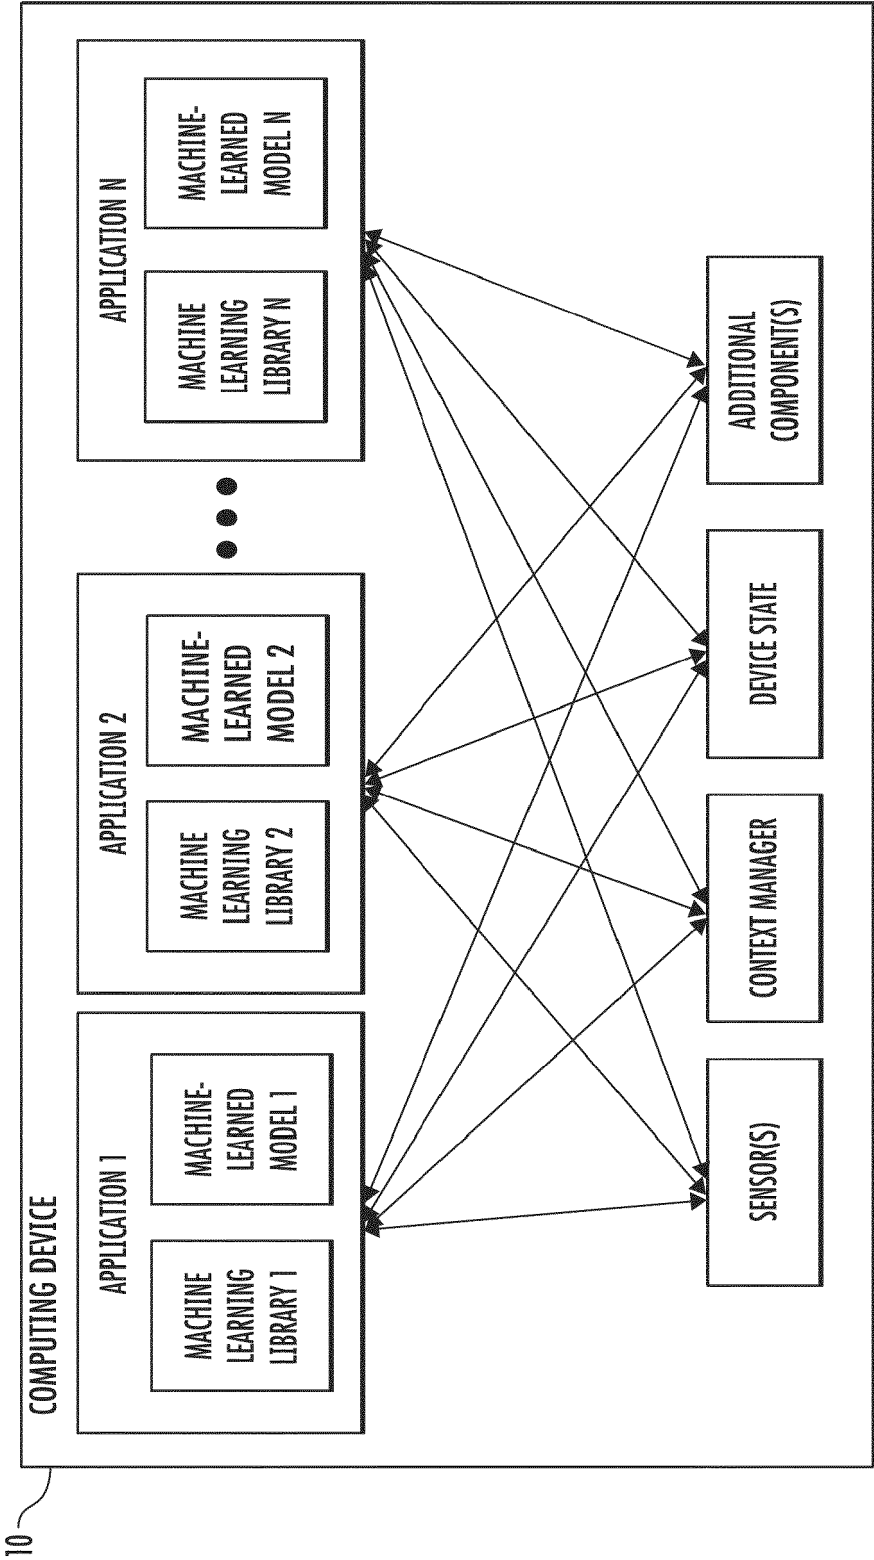 10
COMPUTING DEVICE
APPLICATION 1
MACHINE
LEARNING
LIBRARY 1
MACHINE-
LEARNED
MODEL 1
APPLICATION 2
MACHINE
LEARNING
LIBRARY 2
MACHINE-
LEARNED
MODEL 2
APPLICATION N
MACHINE
LEARNING
LIBRARY N
MACHINE-
LEARNED
MODEL N
SENSOR(S)
CONTEXT MANAGER
DEVICE STATE
ADDITIONAL
COMPONENT(S)